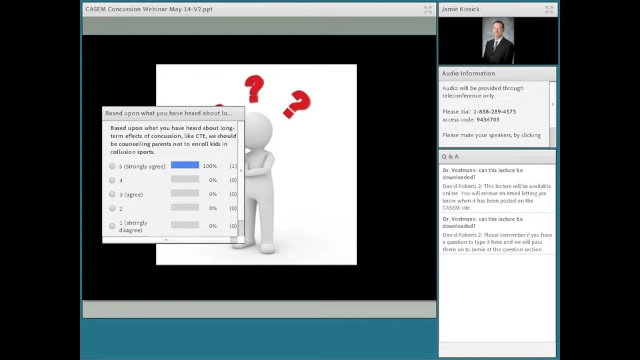 CASEM Concussion Webinar May 14-V2.ppt
Based upon what you have heard about lo...
Based upon what you have heard about long-
term effects of concussion, like CTE, we should
be counselling parents not to enroll kids in
collusion sports.
5 (strongly agree) 100% (1)
4 0% (0)
3 (agree) 0% (0)
2 0% (0)
1 (strongly
disagree) 0% (0)
Jamie Kissick
Audio Information
Audio will be provided through
teleconference only.
Please dial: 1-888-289-4573
access code: 9436703
Please mute your speakers, by clicking
Q & A
Dr. Vostmann: can this lecture be
downloaded?
David Roberts 2: This lecture will be available
online. You will receive an email letting you
know when it has been posted on the
CASEM site.
Dr. Vostmann: can this lecture be
downloaded?
David Roberts 2: Please remember if you have
a question to type it here and we will pass
them on to Jamie at the question section.